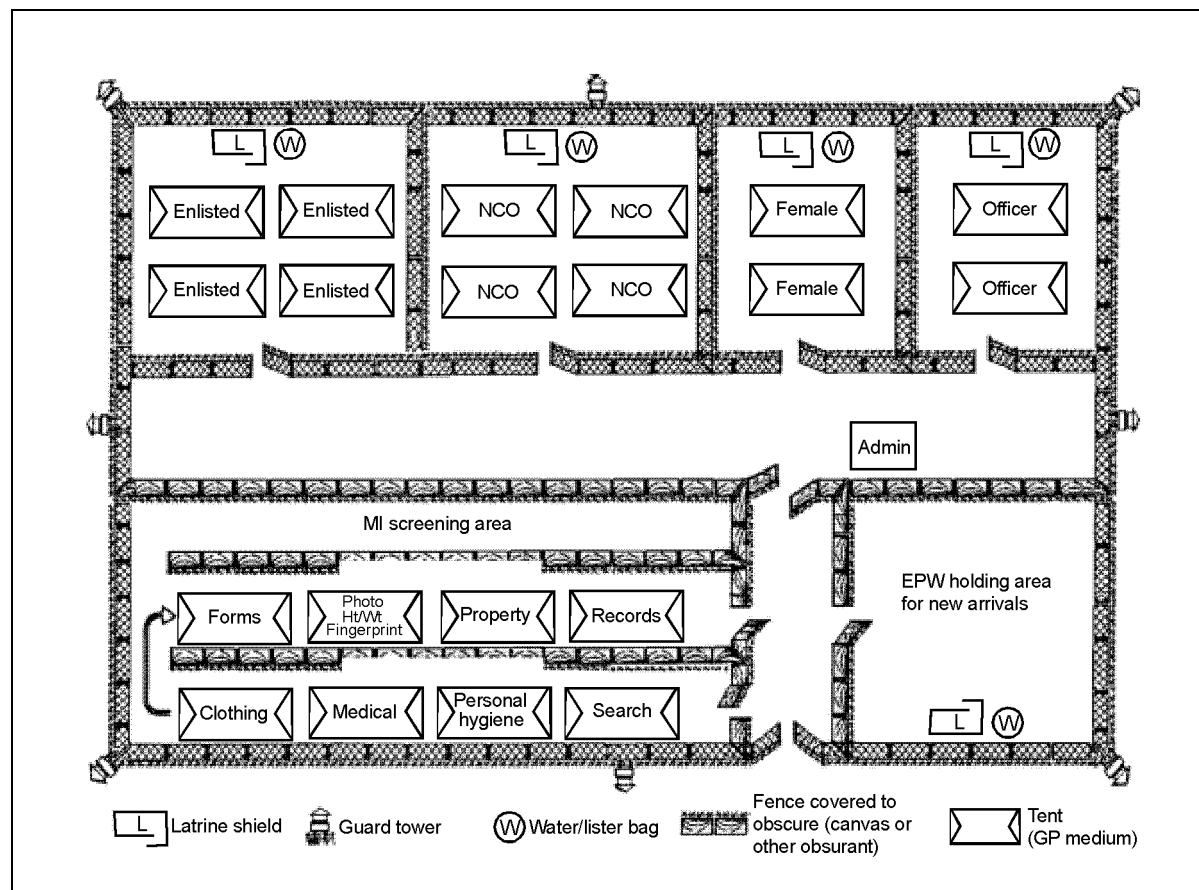 L W
L W
L W
L W
Enlisted Enlisted NCO NCO Female Officer
Enlisted Enlisted NCO NCO Female Officer
Admin
MI screening area
EPW holding area
for new arrivals
Forms
Photo
Ht/Wt
Fingerprint
Property
Records
Clothing
Medical
Personal
hygiene
Search
L W
L Latrine shield
Guard tower
W Water/lister bag
Fence covered to
obscure (canvas or
other obsurant)
Tent
(GP medium)